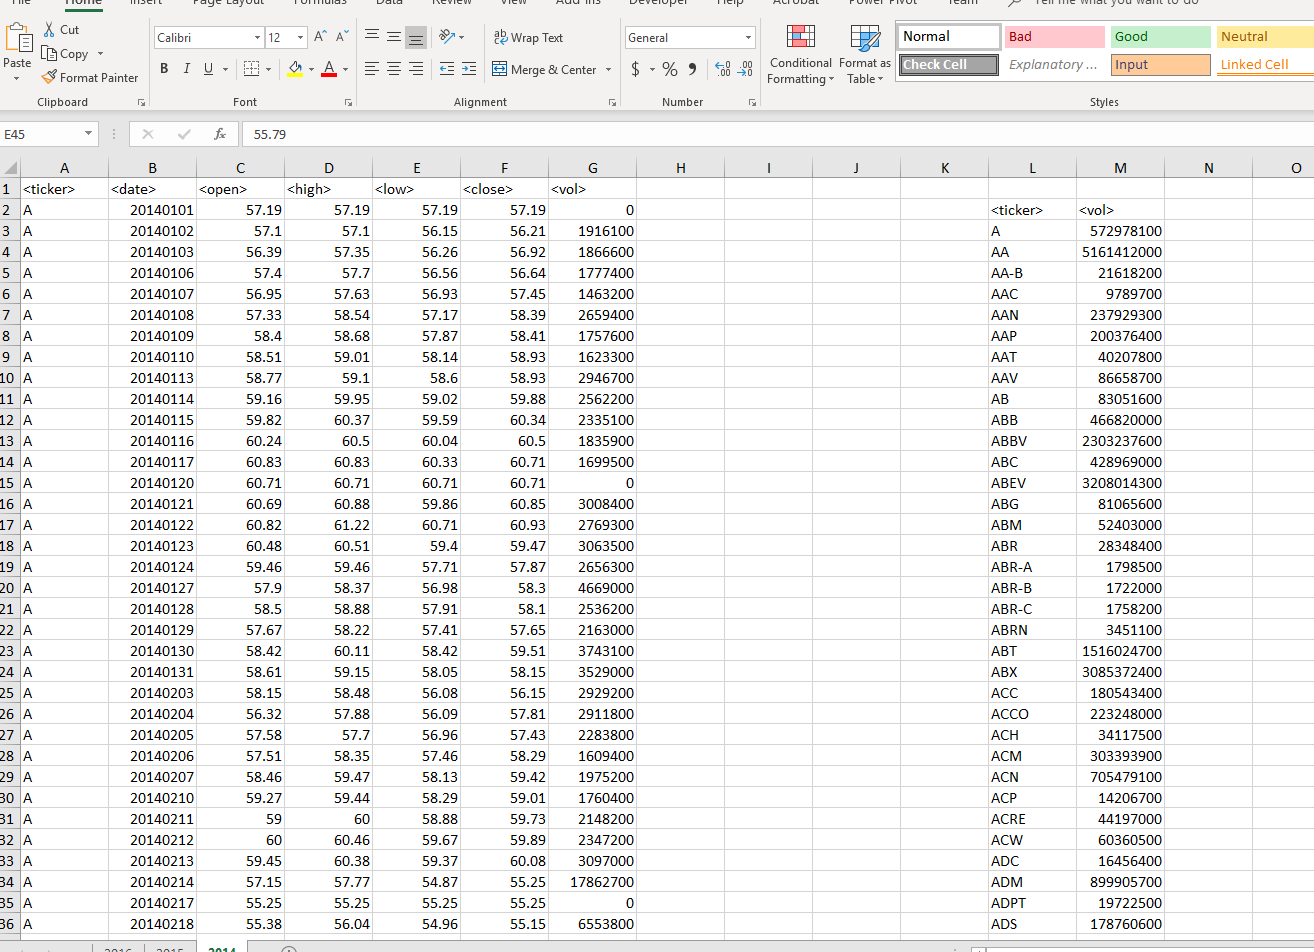 File Home Insert Page Layout Formulas Data Review View Add-ins Developer Help Acrobat Power Pivot Team Tell me what you want to do
Cut Calibri 12 A A Wrap Text General Normal Bad Good Neutral
Paste Copy Conditional Format as Check Cell Explanatory ... Input Linked Cell
Format Painter B I U A Merge & Center $ % Formatting Table
Clipboard Font Alignment Number Styles
E45 fx 55.79
A B C D E F G H I J K L M N O
1 <ticker> <date> <open> <high> <low> <close> <vol>
2 A 20140101 57.19 57.19 57.19 57.19 0 <ticker> <vol>
3 A 20140102 57.1 57.1 56.15 56.21 1916100 A 572978100
4 A 20140103 56.39 57.35 56.26 56.92 1866600 AA 5161412000
5 A 20140106 57.4 57.7 56.56 56.64 1777400 AA-B 21618200
6 A 20140107 56.95 57.63 56.93 57.45 1463200 AAC 9789700
7 A 20140108 57.33 58.54 57.17 58.39 2659400 AAN 237929300
8 A 20140109 58.4 58.68 57.87 58.41 1757600 AAP 200376400
9 A 20140110 58.51 59.01 58.14 58.93 1623300 AAT 40207800
10 A 20140113 58.77 59.1 58.6 58.93 2946700 AAV 86658700
11 A 20140114 59.16 59.95 59.02 59.88 2562200 AB 83051600
12 A 20140115 59.82 60.37 59.59 60.34 2335100 ABB 466820000
13 A 20140116 60.24 60.5 60.04 60.5 1835900 ABBV 2303237600
14 A 20140117 60.83 60.83 60.33 60.71 1699500 ABC 428969000
15 A 20140120 60.71 60.71 60.71 60.71 0 ABEV 3208014300
16 A 20140121 60.69 60.88 59.86 60.85 3008400 ABG 81065600
17 A 20140122 60.82 61.22 60.71 60.93 2769300 ABM 52403000
18 A 20140123 60.48 60.51 59.4 59.47 3063500 ABR 28348400
19 A 20140124 59.46 59.46 57.71 57.87 2656300 ABR-A 1798500
20 A 20140127 57.9 58.37 56.98 58.3 4669000 ABR-B 1722000
21 A 20140128 58.5 58.88 57.91 58.1 2536200 ABR-C 1758200
22 A 20140129 57.67 58.22 57.41 57.65 2163000 ABRN 3451100
23 A 20140130 58.42 60.11 58.42 59.51 3743100 ABT 1516024700
24 A 20140131 58.61 59.15 58.05 58.15 3529000 ABX 3085372400
25 A 20140203 58.15 58.48 56.08 56.15 2929200 ACC 180543400
26 A 20140204 56.32 57.88 56.09 57.81 2911800 ACCO 223248000
27 A 20140205 57.58 57.7 56.96 57.43 2283800 ACH 34117500
28 A 20140206 57.51 58.35 57.46 58.29 1609400 ACM 303393900
29 A 20140207 58.46 59.47 58.13 59.42 1975200 ACN 705479100
30 A 20140210 59.27 59.44 58.29 59.01 1760400 ACP 14206700
31 A 20140211 59 60 58.88 59.73 2148200 ACRE 44197000
32 A 20140212 60 60.46 59.67 59.89 2347200 ACW 60360500
33 A 20140213 59.45 60.38 59.37 60.08 3097000 ADC 16456400
34 A 20140214 57.15 57.77 54.87 55.25 17862700 ADM 899905700
35 A 20140217 55.25 55.25 55.25 55.25 0 ADPT 19722500
36 A 20140218 55.38 56.04 54.96 55.15 6553800 ADS 178760600
2016 2015 2014